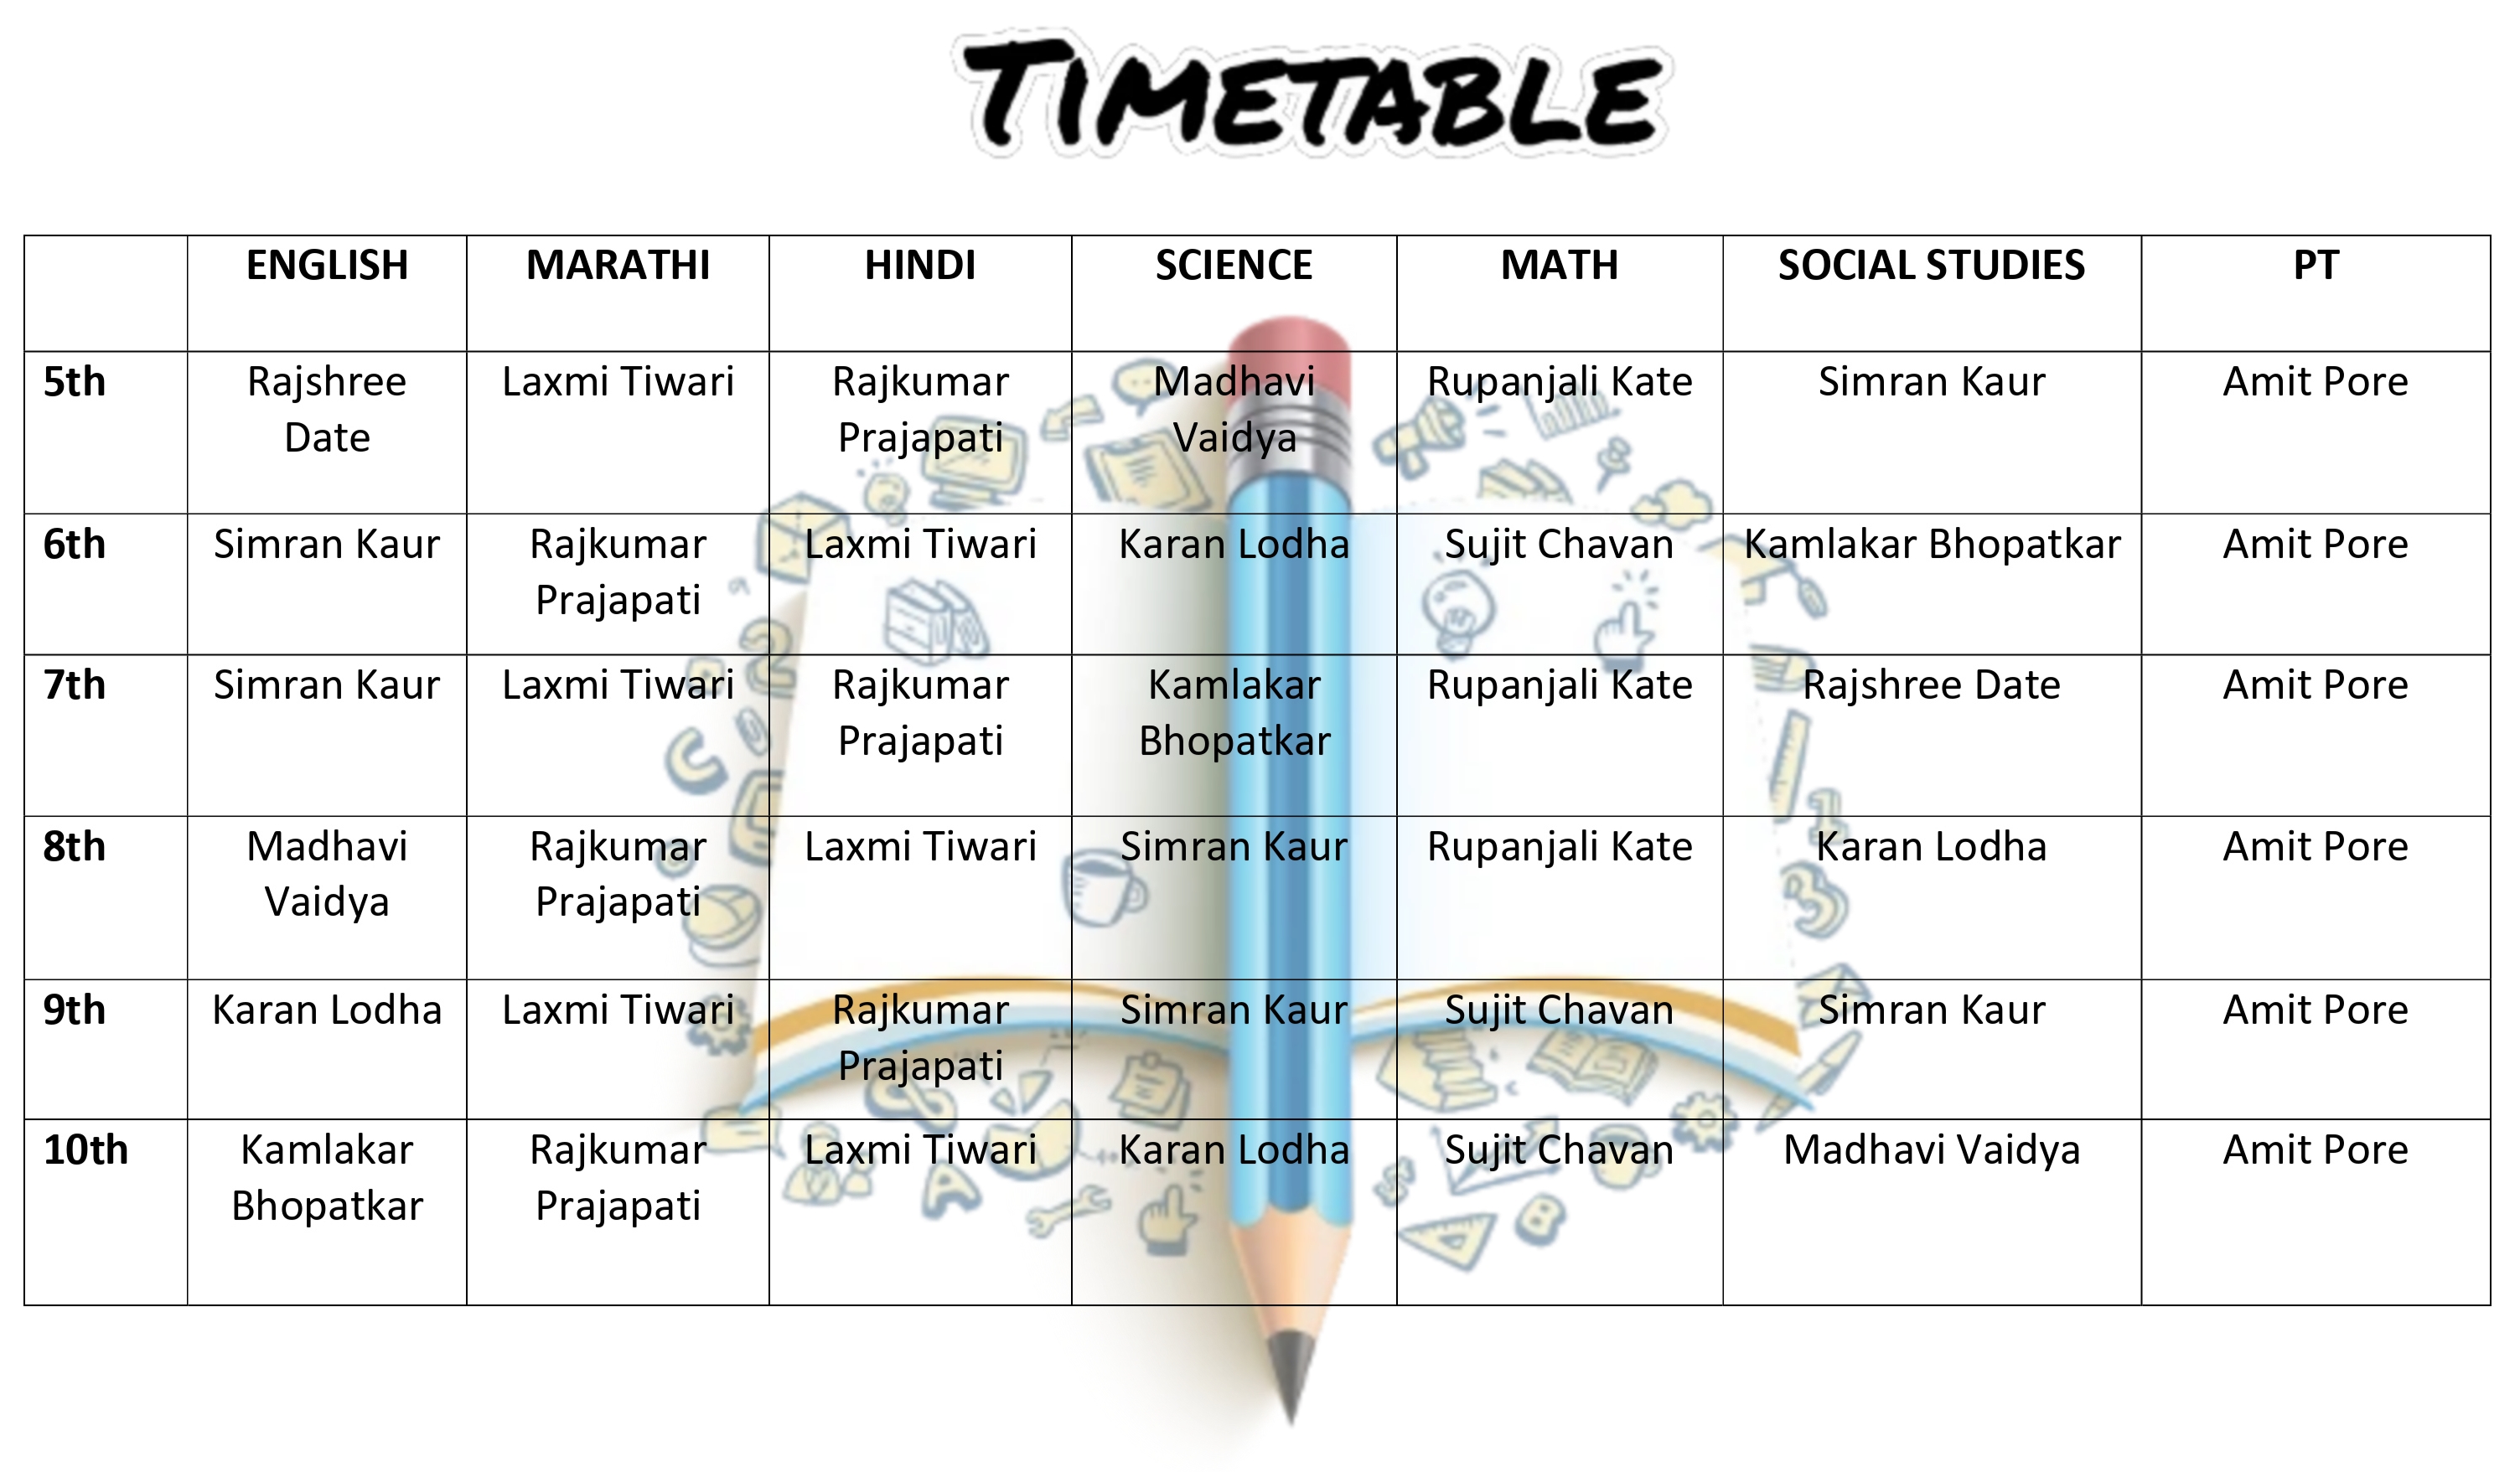 TIMETABLE
ENGLISH MARATHI HINDI SCIENCE MATH SOCIAL STUDIES PT
5th Rajshree Laxmi Tiwari Rajkumar Madhavi Rupanjali Kate Simran Kaur Amit Pore
Date Prajapati Vaidya
6th Simran Kaur Rajkumar Laxmi Tiwari Karan Lodha Sujit Chavan Kamlakar Bhopatkar Amit Pore
Prajapati
7th Simran Kaur Laxmi Tiwari Rajkumar Kamlakar Rupanjali Kate Rajshree Date Amit Pore
Prajapati Bhopatkar
8th Madhavi Rajkumar Laxmi Tiwari Simran Kaur Rupanjali Kate Karan Lodha Amit Pore
Vaidya Prajapati
9th Karan Lodha Laxmi Tiwari Rajkumar Simran Kaur Sujit Chavan Simran Kaur Amit Pore
Prajapati
10th Kamlakar Rajkumar Laxmi Tiwari Karan Lodha Sujit Chavan Madhavi Vaidya Amit Pore
Bhopatkar Prajapati